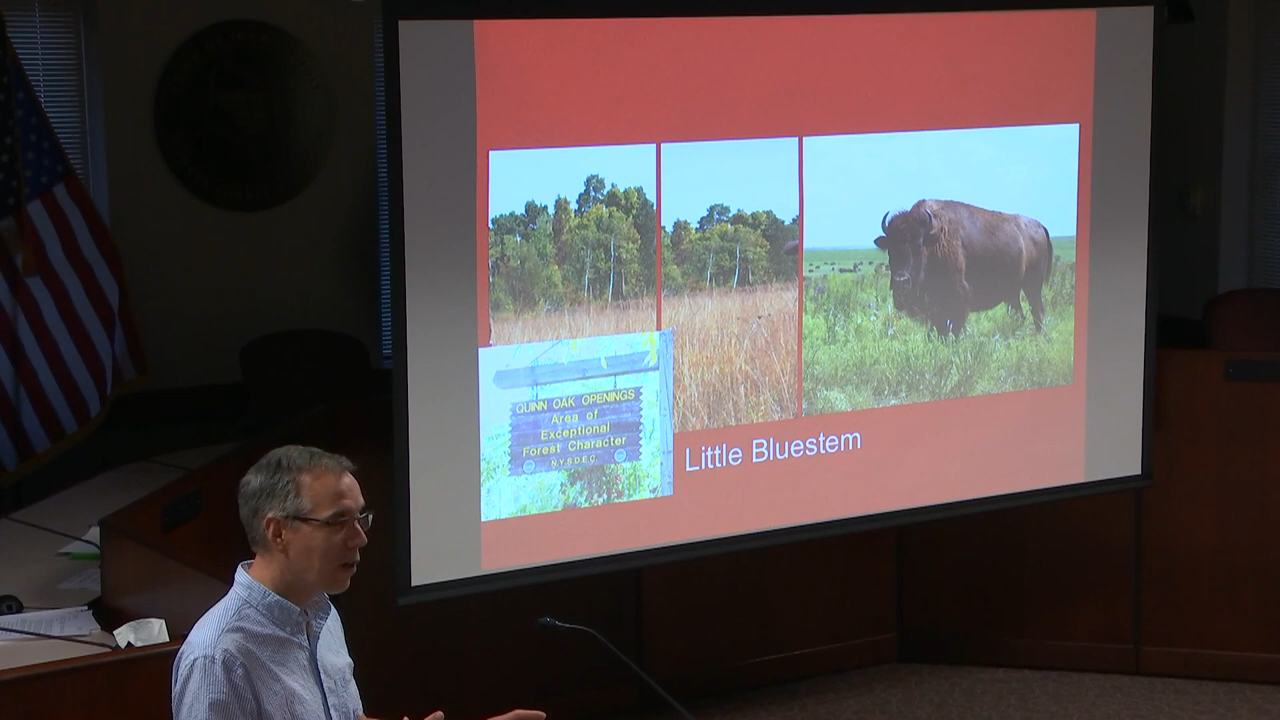 QUINN OAK OPENINGS
Area of
Exceptional
Forest Character
N.Y.S.D.E.C.
Little Bluestem